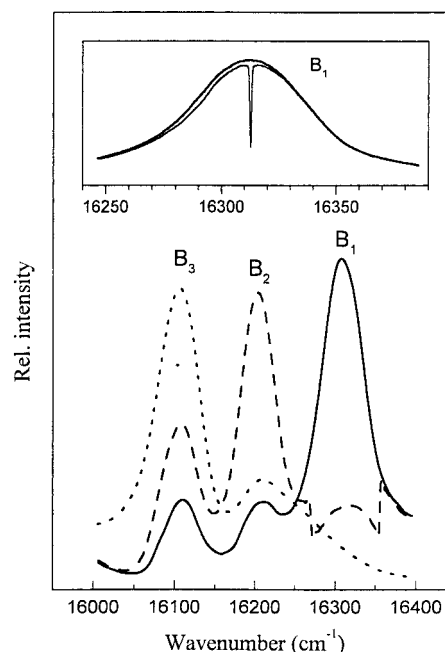 B₁
16250 16300 16350
B₃ B₂ B₁
Rel. intensity
16000 16100 16200 16300 16400
Wavenumber (cm⁻¹)